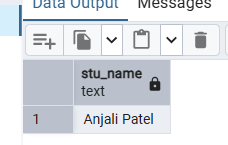 Data Output Messages
stu_name
text
1 Anjali Patel